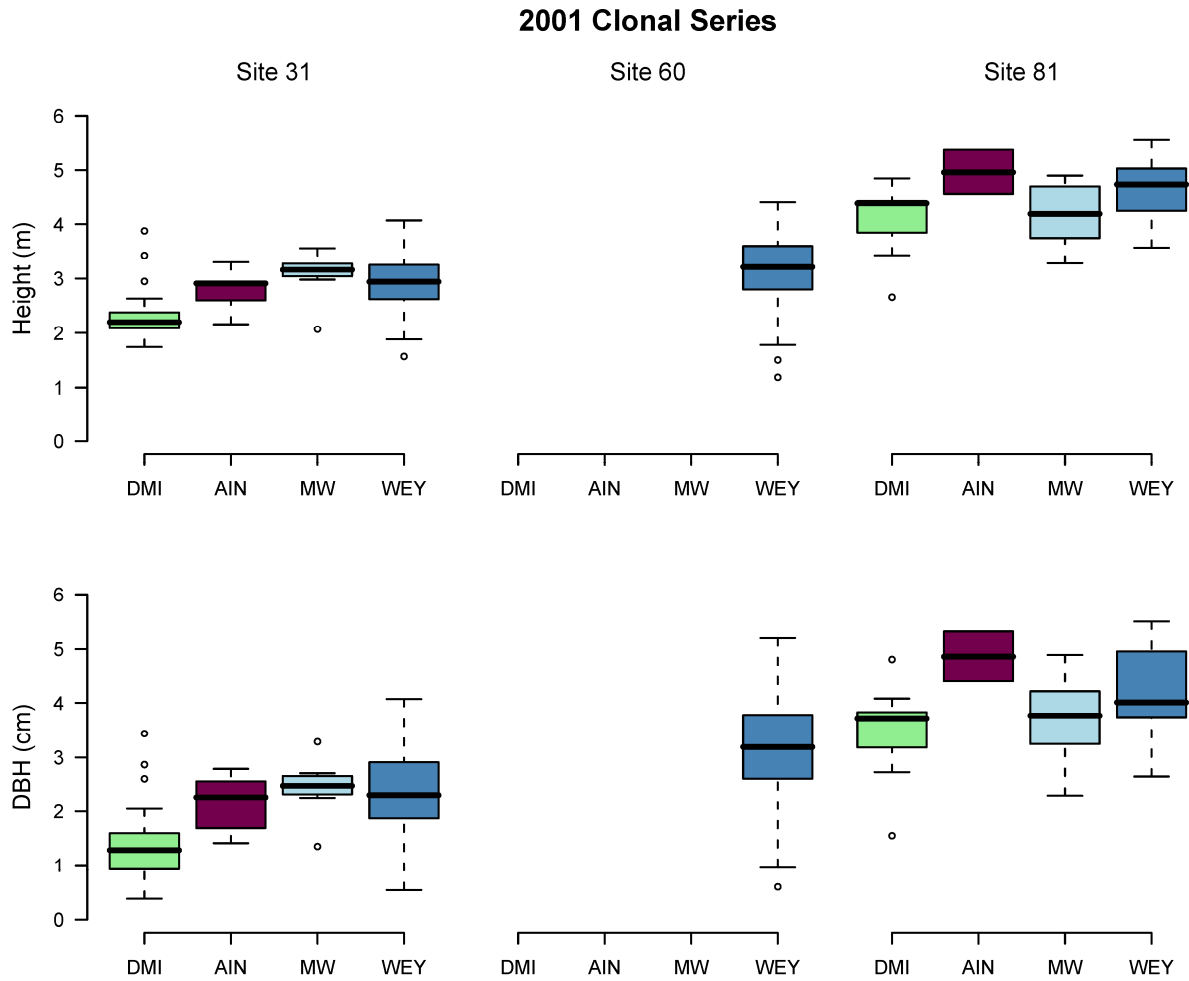 2001 Clonal Series
Site 31 Site 60 Site 81
Height (m)
6
5
4
3
2
1
0
DMI AIN MW WEY DMI AIN MW WEY DMI AIN MW WEY
DBH (cm)
6
5
4
3
2
1
0
DMI AIN MW WEY DMI AIN MW WEY DMI AIN MW WEY